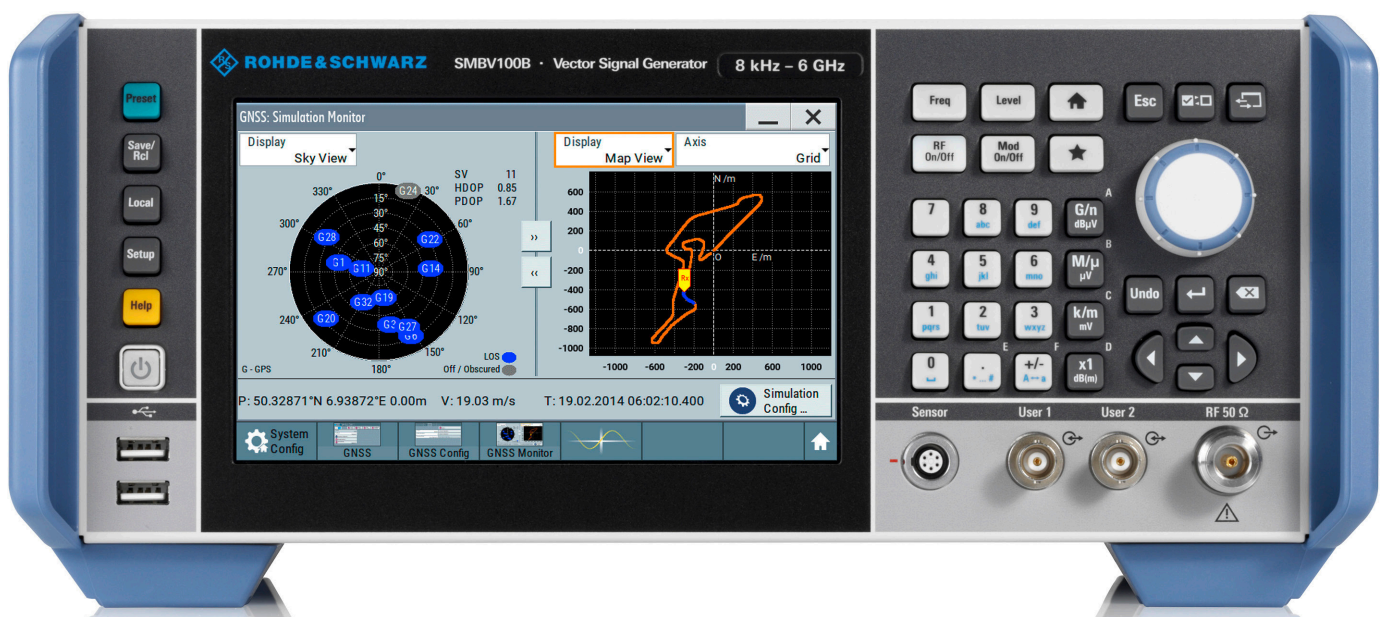 ROHDE & SCHWARZ SMBV100B · Vector Signal Generator 8 kHz – 6 GHz
Preset
Save/
Rcl
Local
Setup
Help
GNSS: Simulation Monitor
Display
Sky View
SV 11
HDOP 0.85
PDOP 1.67
0°
30°
60°
90°
120°
150°
180°
210°
240°
270°
300°
330°
15°
30°
45°
60°
75°
90°
G24
G28
G22
G1
G11
G14
G32
G19
G20
G27
G - GPS
LOS
Off / Obscured
››
‹‹
Display
Map View
Axis
Grid
N /m
E /m
O
Rx
600
400
200
0
-200
-400
-600
-800
-1000
-1000 -600 -200 0 200 600 1000
P: 50.32871°N 6.93872°E 0.00m V: 19.03 m/s T: 19.02.2014 06:02:10.400
Simulation
Config ...
System
Config
GNSS
GNSS Config
GNSS Monitor
Freq
Level
Esc
RF
On/Off
Mod
On/Off
A
7
8
abc
9
def
G/n
dBµV
B
4
ghi
5
jkl
6
mno
M/µ
µV
C
1
pqrs
2
tuv
3
wxyz
k/m
mV
E
F
D
0
.
* ... #
+/-
A↔a
x1
dB(m)
Undo
Sensor
User 1
User 2
RF 50 Ω